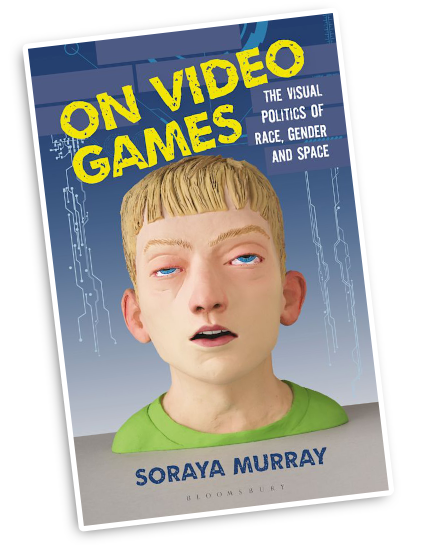 ON VIDEO
GAMES
THE VISUAL
POLITICS OF
RACE, GENDER
AND SPACE
SORAYA MURRAY
BLOOMSBURY